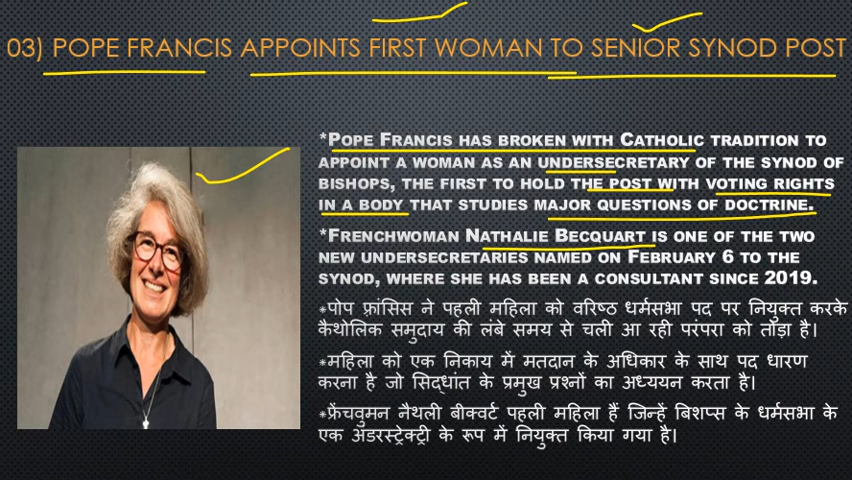 03) POPE FRANCIS APPOINTS FIRST WOMAN TO SENIOR SYNOD POST
*POPE FRANCIS HAS BROKEN WITH CATHOLIC TRADITION TO
APPOINT A WOMAN AS AN UNDERSECRETARY OF THE SYNOD OF
BISHOPS, THE FIRST TO HOLD THE POST WITH VOTING RIGHTS
IN A BODY THAT STUDIES MAJOR QUESTIONS OF DOCTRINE.
*FRENCHWOMAN NATHALIE BECQUART IS ONE OF THE TWO
NEW UNDERSECRETARIES NAMED ON FEBRUARY 6 TO THE
SYNOD, WHERE SHE HAS BEEN A CONSULTANT SINCE 2019.
*पोप फ्रांसिस ने पहली महिला को वरिष्ठ धर्मसभा पद पर नियुक्त करके
कैथोलिक समुदाय की लंबे समय से चली आ रही परंपरा को तोड़ा है।
*महिला को एक निकाय में मतदान के अधिकार के साथ पद धारण
करना है जो सिद्धांत के प्रमुख प्रश्नों का अध्ययन करता है।
*फ्रेंचवुमन नैथली बीक्वर्ट पहली महिला हैं जिन्हें बिशप्स के धर्मसभा के
एक अंडरस्ट्रेक्ट्री के रूप में नियुक्त किया गया है।